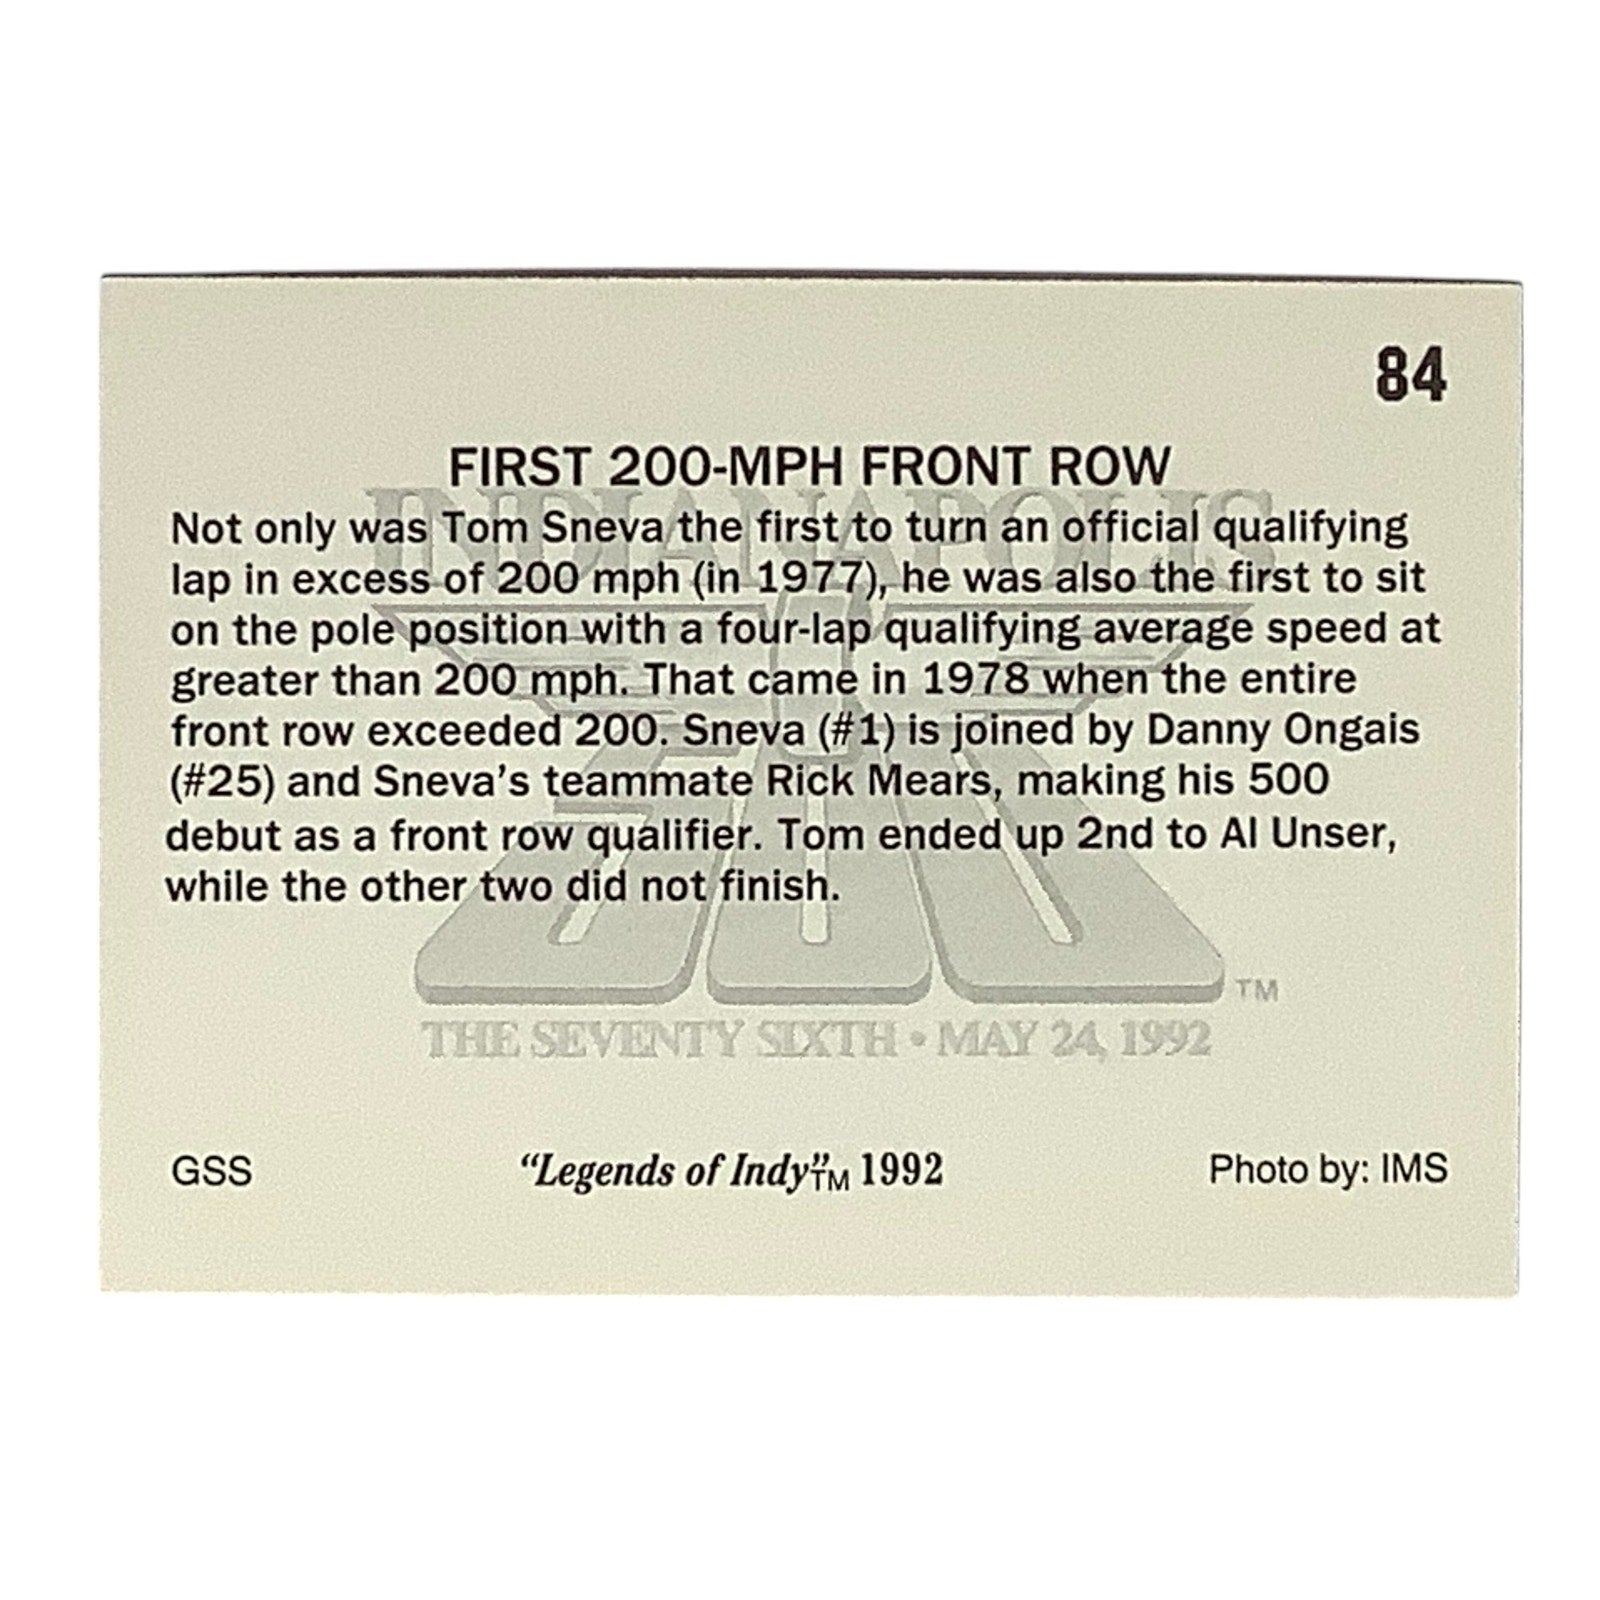 84
FIRST 200-MPH FRONT ROW
Not only was Tom Sneva the first to turn an official qualifying
lap in excess of 200 mph (in 1977), he was also the first to sit
on the pole position with a four-lap qualifying average speed at
greater than 200 mph. That came in 1978 when the entire
front row exceeded 200. Sneva (#1) is joined by Danny Ongais
(#25) and Sneva's teammate Rick Mears, making his 500
debut as a front row qualifier. Tom ended up 2nd to Al Unser,
while the other two did not finish.
INDIANAPOLIS
500 TM
THE SEVENTY SIXTH • MAY 24, 1992
GSS "Legends of Indy"TM 1992 Photo by: IMS